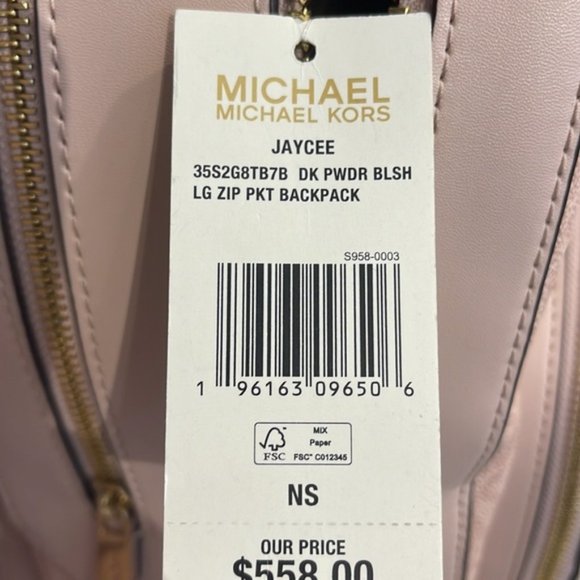 MICHAEL
MICHAEL KORS
JAYCEE
35S2G8TB7B DK PWDR BLSH
LG ZIP PKT BACKPACK
S958-0003
1 96163 09650 6
FSC
MIX
Paper
FSC™ C012345
NS
OUR PRICE
$558.00